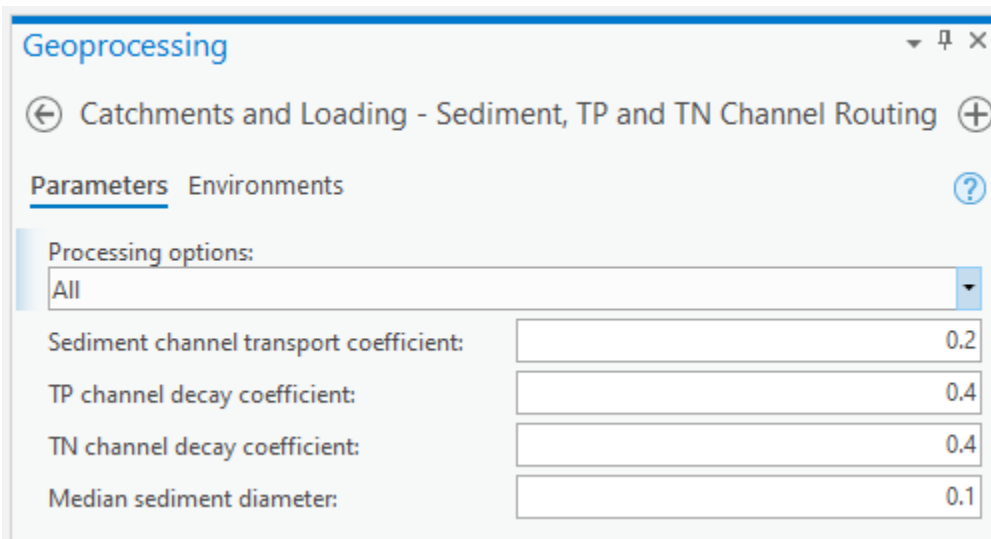 Geoprocessing
Catchments and Loading - Sediment, TP and TN Channel Routing
Parameters Environments
Processing options:
All
Sediment channel transport coefficient: 0.2
TP channel decay coefficient: 0.4
TN channel decay coefficient: 0.4
Median sediment diameter: 0.1